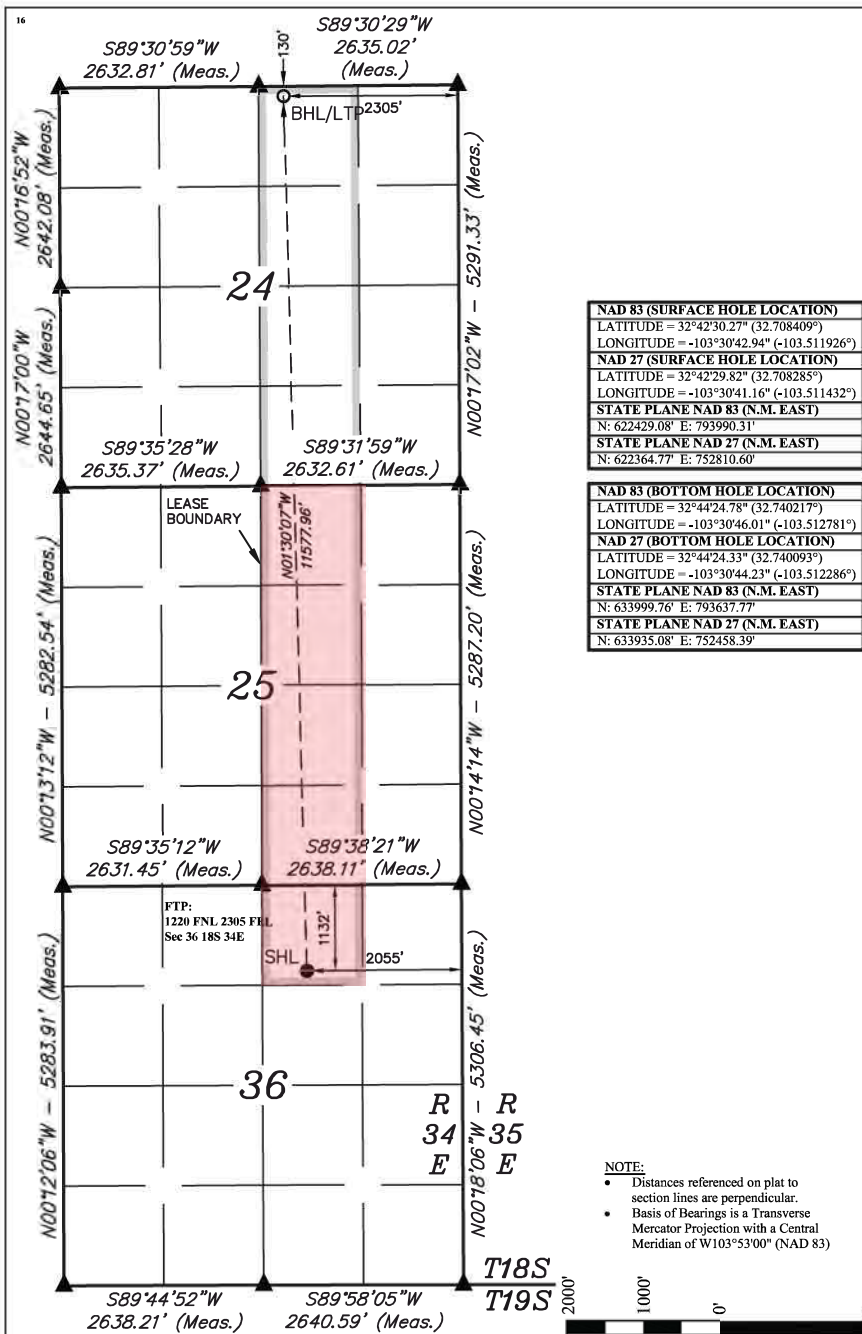 16
S89°30'59"W
2632.81' (Meas.)
S89°30'29"W
2635.02'
(Meas.)
130'
BHL/LTP
2305'
N00°16'52"W
2642.08' (Meas.)
N00°17'02"W - 5291.33' (Meas.)
24
N00°17'00"W
2644.65' (Meas.)
S89°35'28"W
2635.37' (Meas.)
S89°31'59"W
2632.61' (Meas.)
LEASE
BOUNDARY
N01°30'07"W
11577.96'
N00°13'12"W - 5282.54' (Meas.)
25
N00°14'14"W - 5287.20' (Meas.)
S89°35'12"W
2631.45' (Meas.)
S89°38'21"W
2638.11' (Meas.)
FTP:
1220 FNL 2305 FEL
Sec 36 18S 34E
1132'
SHL
2055'
N00°12'06"W - 5283.91' (Meas.)
36
N00°18'06"W - 5306.45' (Meas.)
R R
34 35
E E
T18S
T19S
S89°44'52"W
2638.21' (Meas.)
S89°58'05"W
2640.59' (Meas.)
NAD 83 (SURFACE HOLE LOCATION)
LATITUDE = 32°42'30.27" (32.708409°)
LONGITUDE = -103°30'42.94" (-103.511926°)
NAD 27 (SURFACE HOLE LOCATION)
LATITUDE = 32°42'29.82" (32.708285°)
LONGITUDE = -103°30'41.16" (-103.511432°)
STATE PLANE NAD 83 (N.M. EAST)
N: 622429.08' E: 793990.31'
STATE PLANE NAD 27 (N.M. EAST)
N: 622364.77' E: 752810.60'
NAD 83 (BOTTOM HOLE LOCATION)
LATITUDE = 32°44'24.78" (32.740217°)
LONGITUDE = -103°30'46.01" (-103.512781°)
NAD 27 (BOTTOM HOLE LOCATION)
LATITUDE = 32°44'24.33" (32.740093°)
LONGITUDE = -103°30'44.23" (-103.512286°)
STATE PLANE NAD 83 (N.M. EAST)
N: 633999.76' E: 793637.77'
STATE PLANE NAD 27 (N.M. EAST)
N: 633935.08' E: 752458.39'
NOTE:
• Distances referenced on plat to
section lines are perpendicular.
• Basis of Bearings is a Transverse
Mercator Projection with a Central
Meridian of W103°53'00" (NAD 83)
2000'
1000'
0'